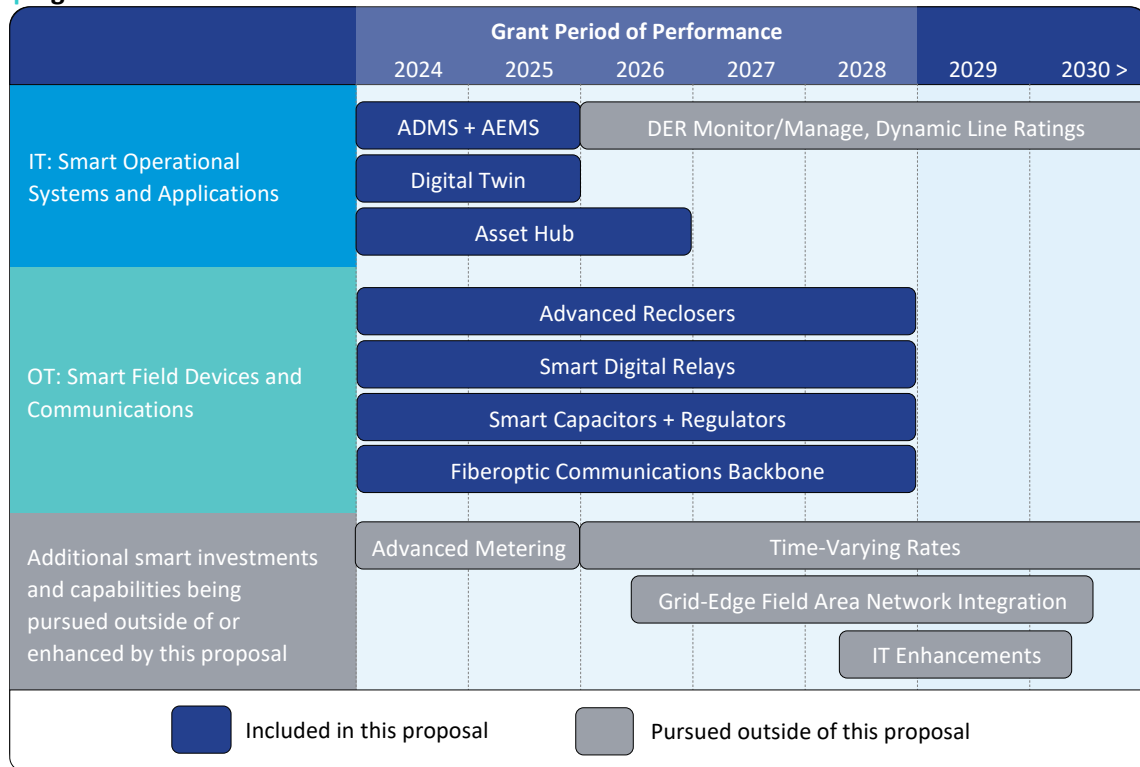 Grant Period of Performance
2024 2025 2026 2027 2028 2029 2030 >
IT: Smart Operational
Systems and Applications
ADMS + AEMS
DER Monitor/Manage, Dynamic Line Ratings
Digital Twin
Asset Hub
OT: Smart Field Devices and
Communications
Advanced Reclosers
Smart Digital Relays
Smart Capacitors + Regulators
Fiberoptic Communications Backbone
Additional smart investments
and capabilities being
pursued outside of or
enhanced by this proposal
Advanced Metering
Time-Varying Rates
Grid-Edge Field Area Network Integration
IT Enhancements
Included in this proposal
Pursued outside of this proposal